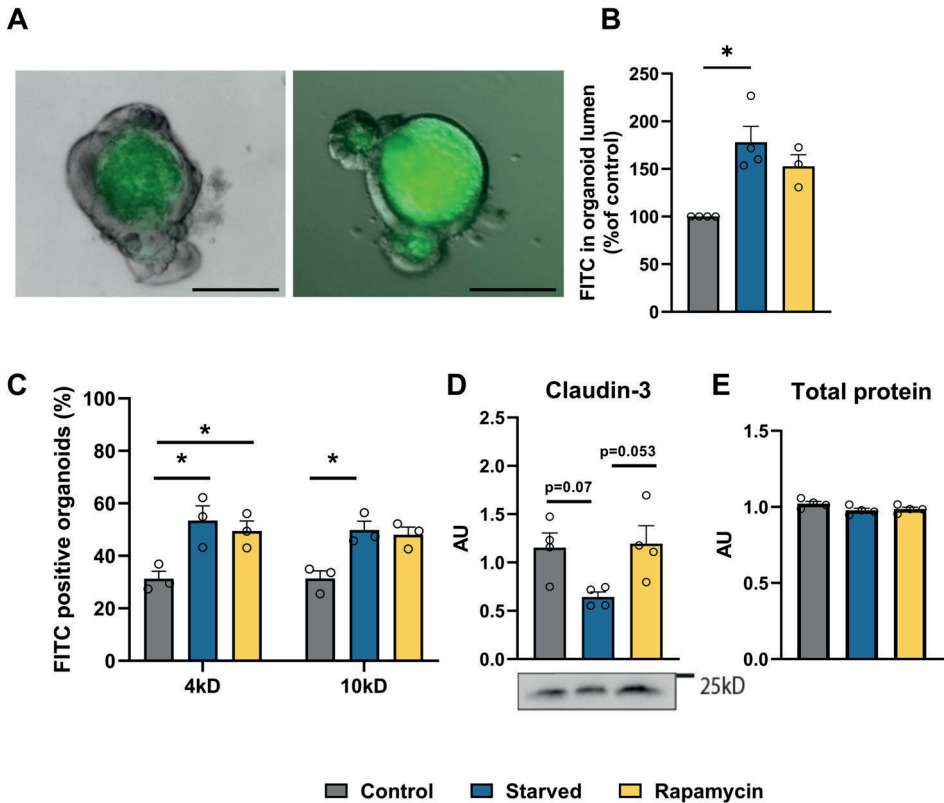 A
B
*
FITC in organoid lumen
(%of control)
250
200
150
100
50
0
C
FITC positive organoids (%)
100
80
60
40
20
0
*
*
*
4kD
10kD
D
Claudin-3
AU
2.5
2.0
1.5
1.0
0.5
0.0
p=0.07
p=0.053
25kD
E
Total protein
AU
1.5
1.0
0.5
0.0
Control
Starved
Rapamycin